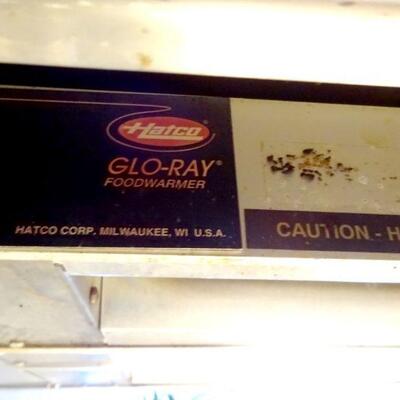 Hatco
GLO-RAY®
FOODWARMER
HATCO CORP. MILWAUKEE, WI U.S.A.
CAUTION - H